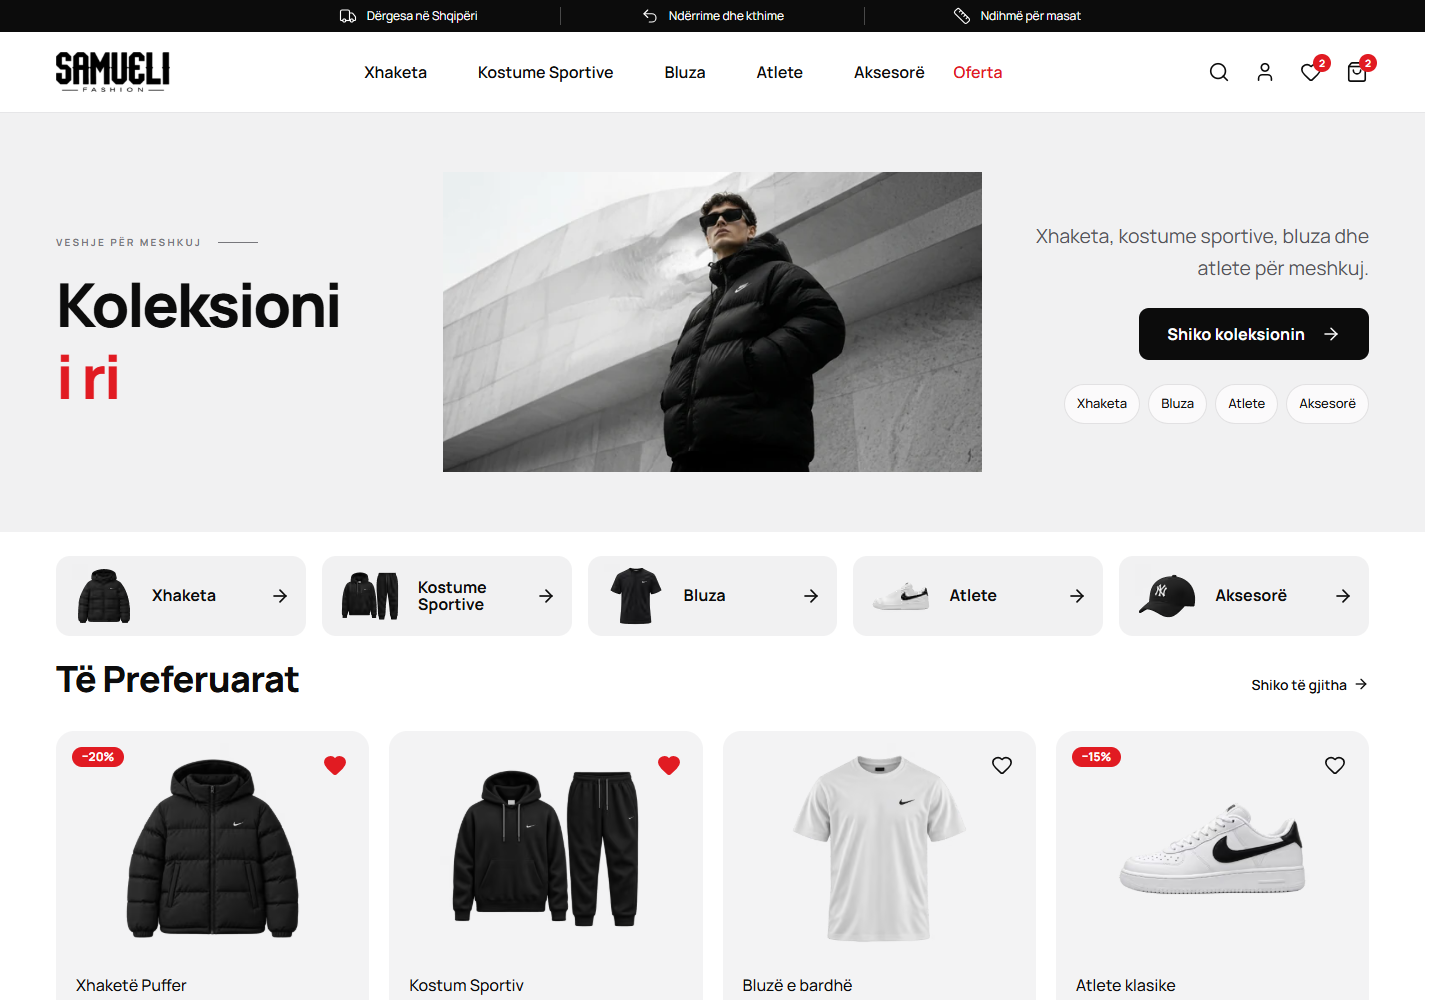 Dërgesa në Shqipëri
Ndërrime dhe kthime
Ndihmë për masat
SAMUELI
FASHION
Xhaketa
Kostume Sportive
Bluza
Atlete
Aksesorë
Oferta
2
2
VESHJE PËR MESHKUJ
Koleksioni
i ri
Xhaketa, kostume sportive, bluza dhe
atlete për meshkuj.
Shiko koleksionin
Xhaketa
Bluza
Atlete
Aksesorë
Xhaketa
Kostume
Sportive
Bluza
Atlete
NY
Aksesorë
Të Preferuarat
Shiko të gjitha
−20%
−15%
Xhaketë Puffer
Kostum Sportiv
Bluzë e bardhë
Atlete klasike